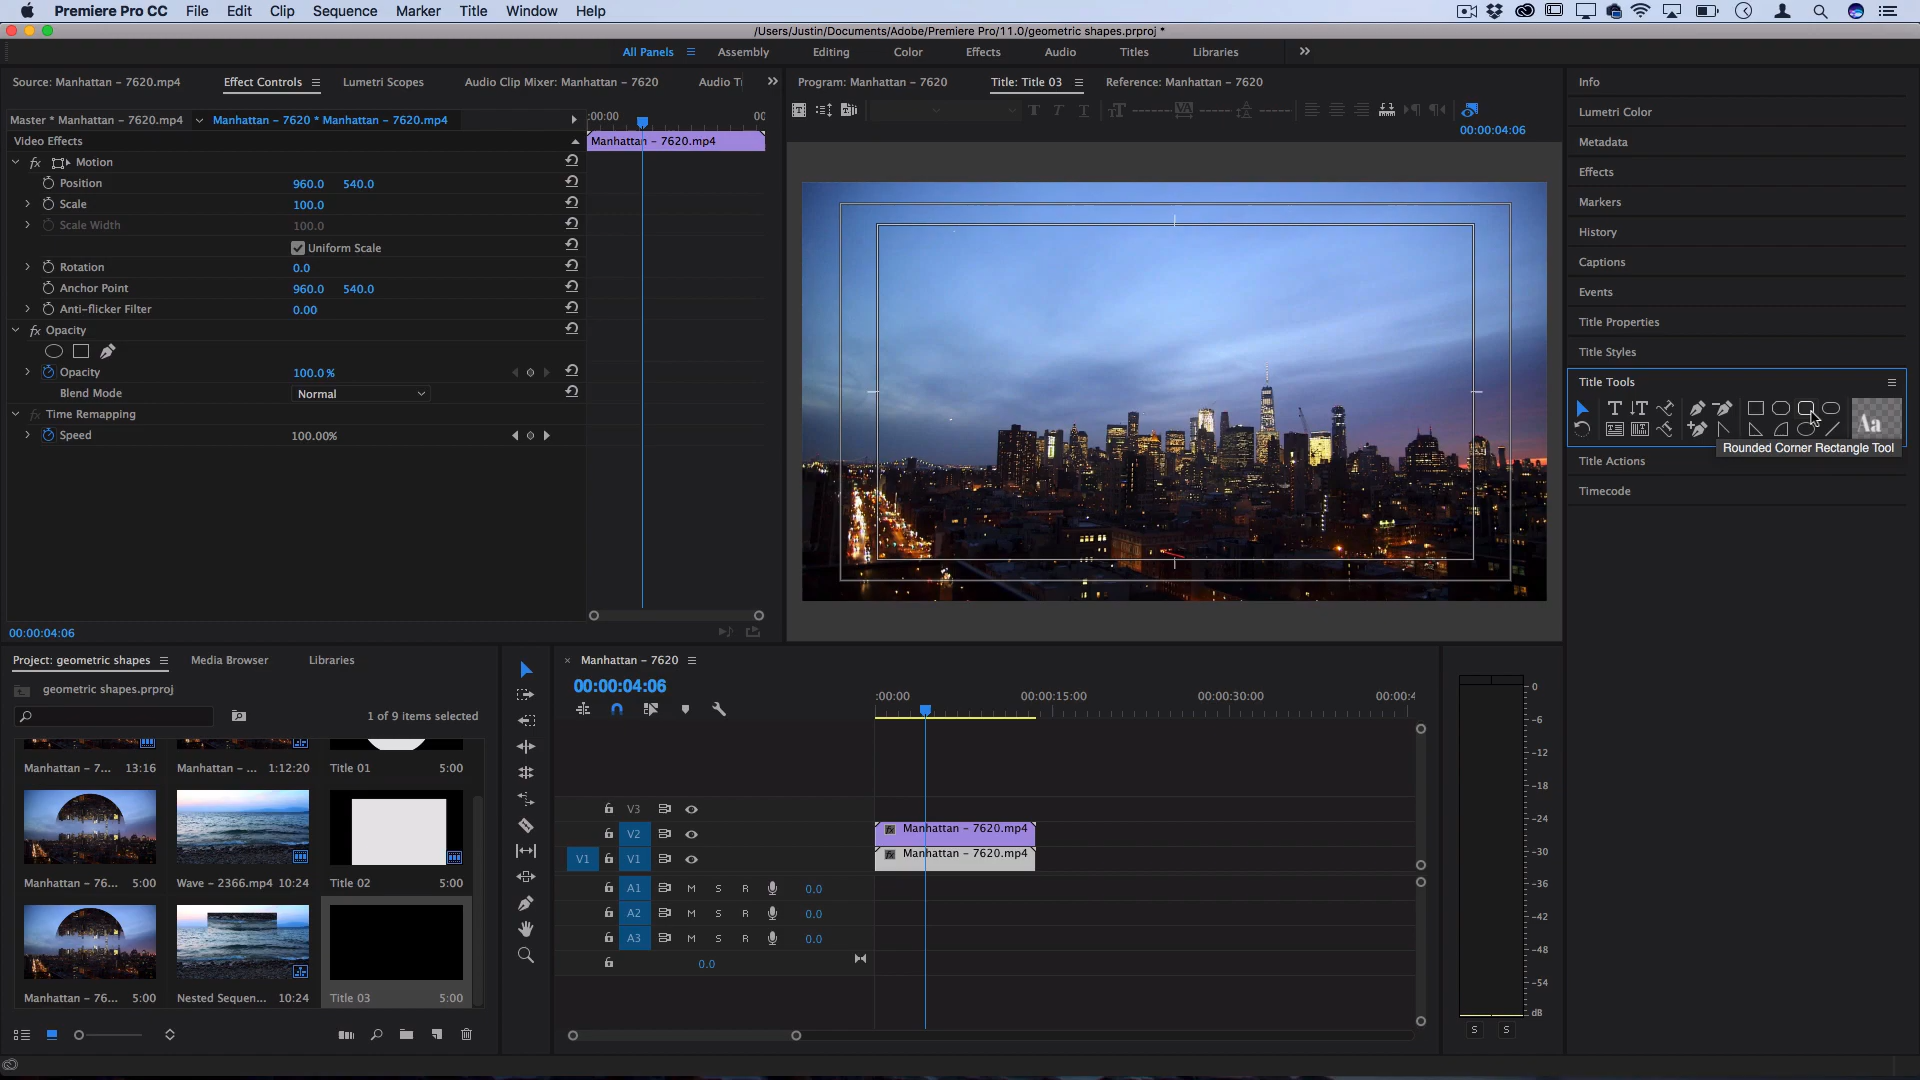 Premiere Pro CC File Edit Clip Sequence Marker Title Window Help
/Users/Justin/Documents/Adobe/Premiere Pro/11.0/geometric shapes.prproj *
All Panels Assembly Editing Color Effects Audio Titles Libraries
Source: Manhattan - 7620.mp4 Effect Controls Lumetri Scopes Audio Clip Mixer: Manhattan - 7620
Master * Manhattan - 7620.mp4 Manhattan - 7620 * Manhattan - 7620.mp4
:00:00 00
Video Effects
Manhattan - 7620.mp4
fx Motion
Position 960.0 540.0
Scale 100.0
Scale Width 100.0
Uniform Scale
Rotation 0.0
Anchor Point 960.0 540.0
Anti-flicker Filter 0.00
fx Opacity
Opacity 100.0 %
Blend Mode Normal
fx Time Remapping
Speed 100.00%
00:00:04:06
Program: Manhattan - 7620 Title: Title 03 Reference: Manhattan - 7620
00:00:04:06
Info
Lumetri Color
Metadata
Effects
Markers
History
Captions
Events
Title Properties
Title Styles
Title Tools
Aa
Rounded Corner Rectangle Tool
Title Actions
Timecode
Project: geometric shapes Media Browser Libraries
geometric shapes.prproj
1 of 9 items selected
Manhattan - 7... 13:16
Manhattan - ... 1:12:20
Title 01 5:00
Manhattan - 76... 5:00
Wave - 2366.mp4 10:24
Title 02 5:00
Manhattan - 76... 5:00
Nested Sequen... 10:24
Title 03 5:00
× Manhattan - 7620
00:00:04:06
:00:00 00:00:15:00 00:00:30:00 00:00:4
V3
V2
fx Manhattan - 7620.mp4
V1 V1
fx Manhattan - 7620.mp4
A1 M S R 0.0
A2 M S R 0.0
A3 M S R 0.0
0.0
0
-6
-12
-18
-24
-30
-36
-42
-48
-54
dB
S S